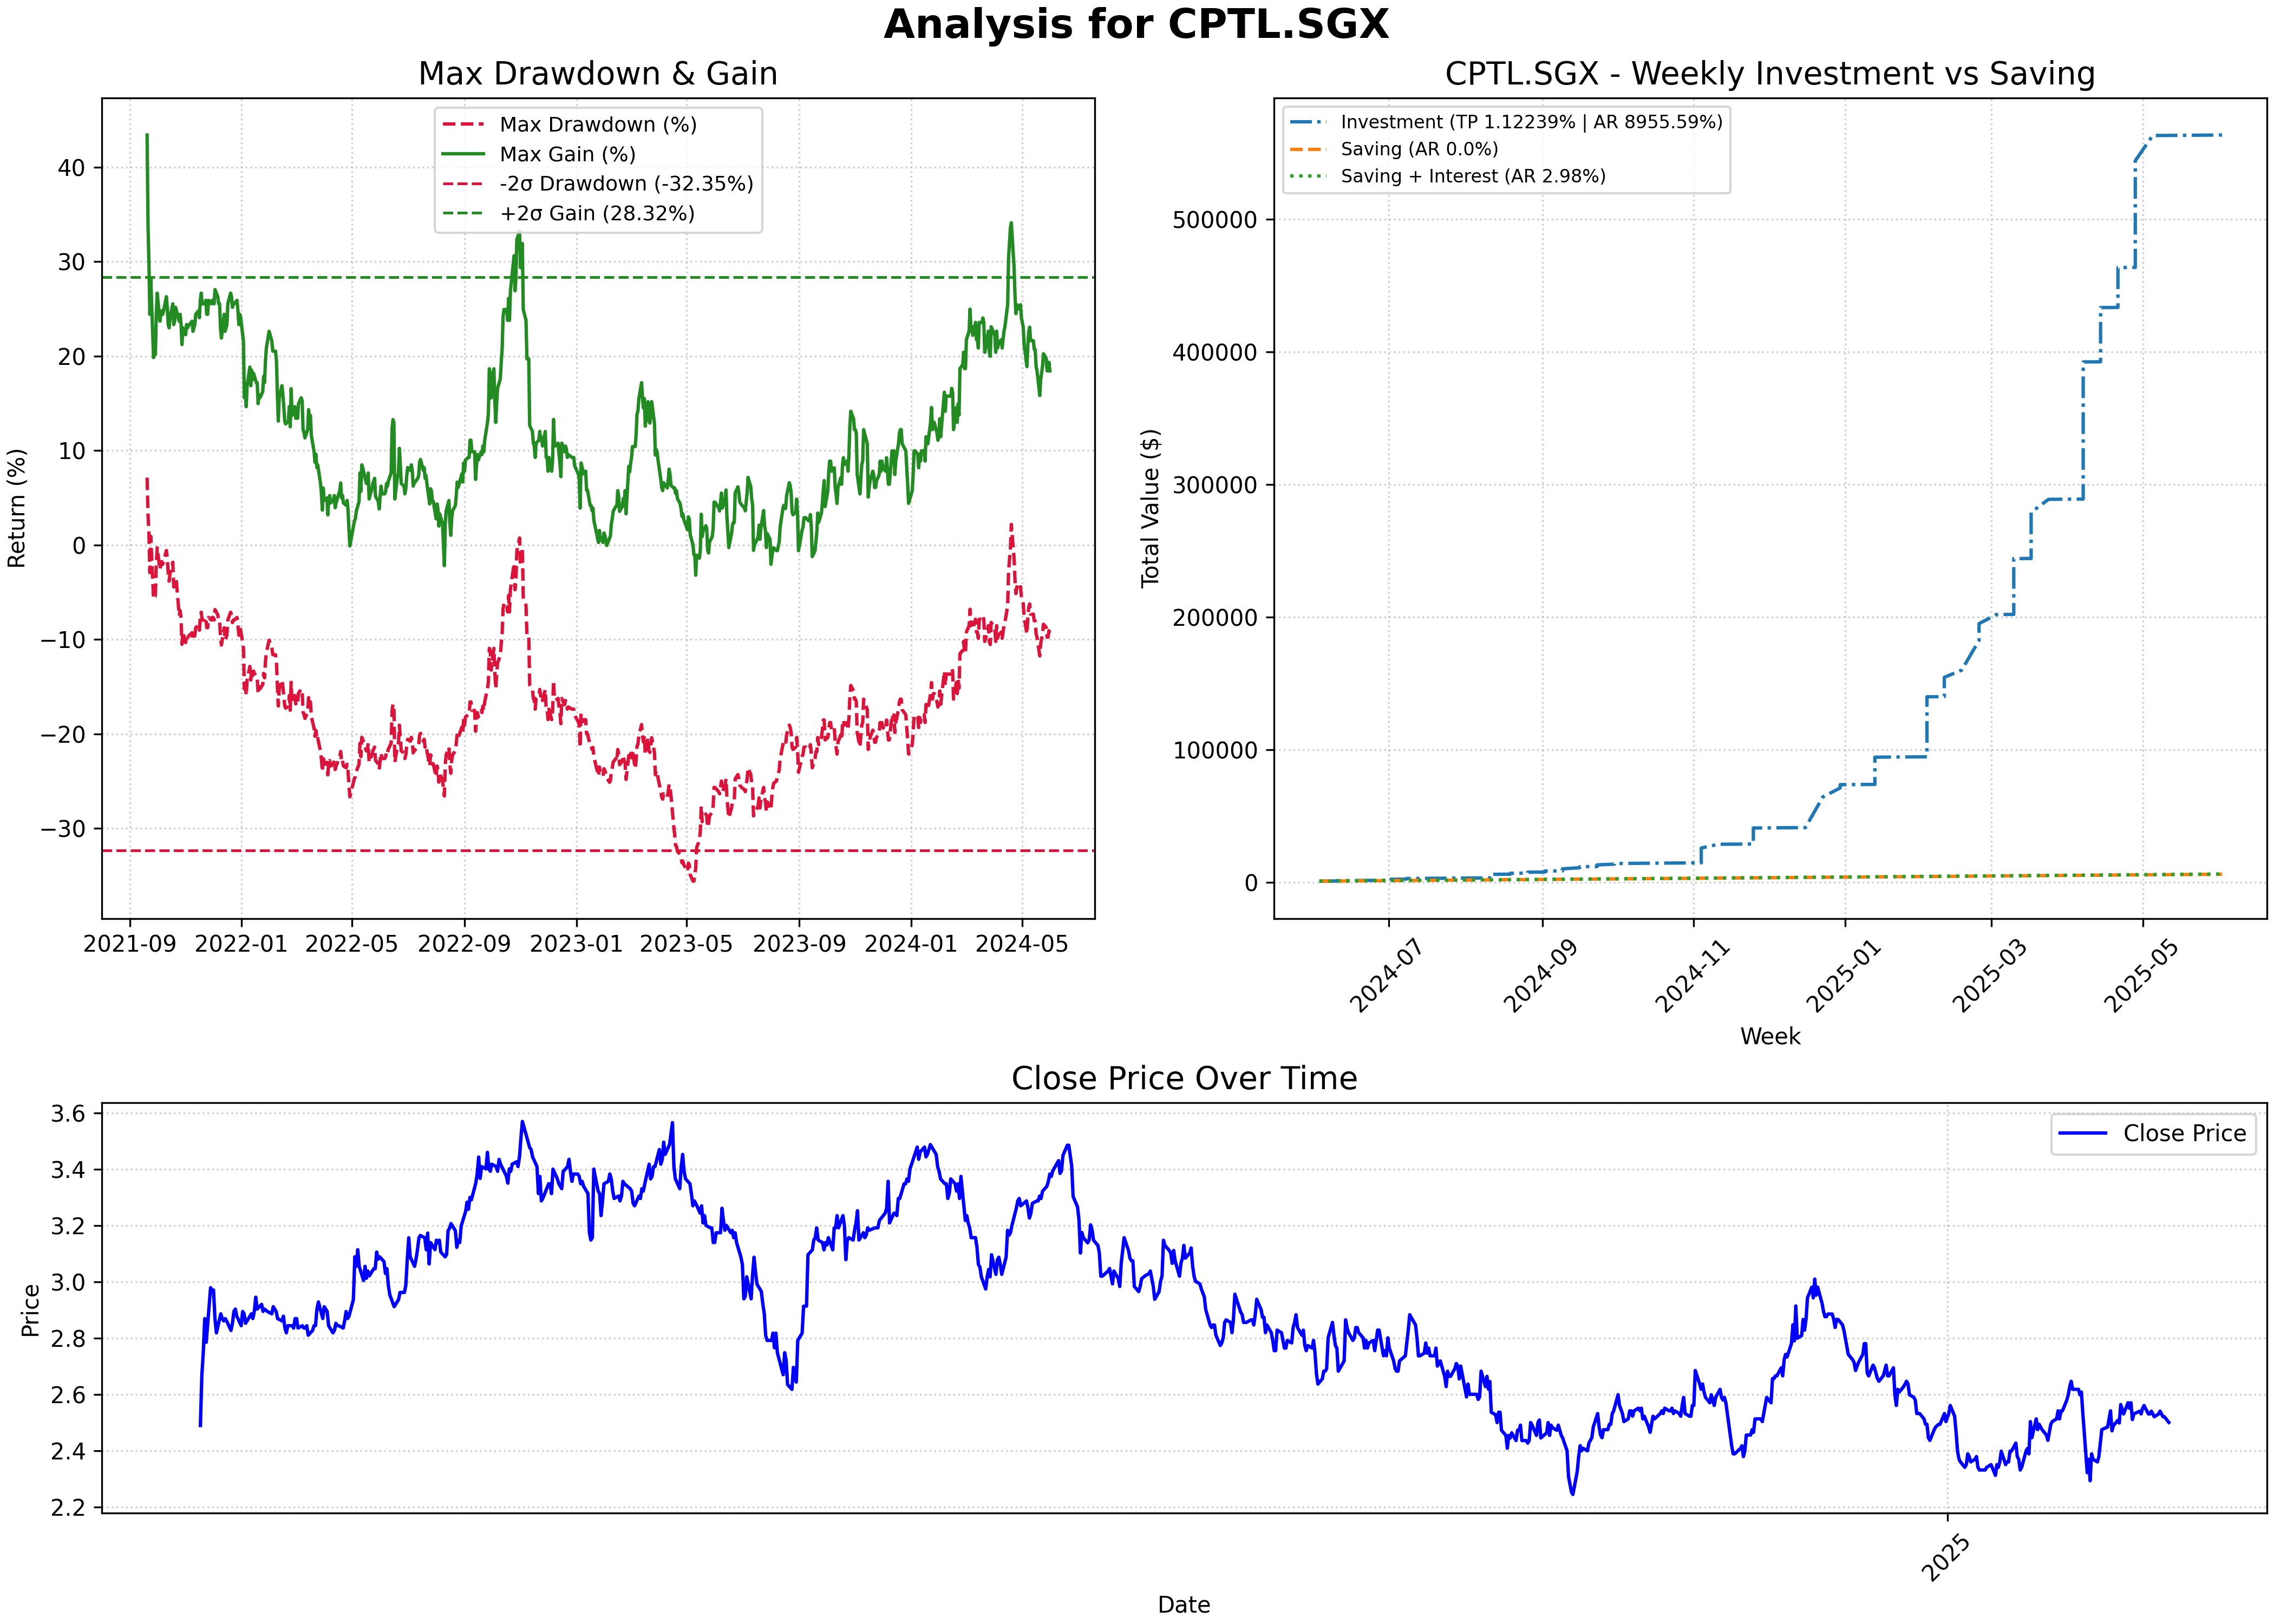 Analysis for CPTL.SGX
Max Drawdown & Gain
Max Drawdown (%)
Max Gain (%)
-2σ Drawdown (-32.35%)
+2σ Gain (28.32%)
Return (%)
40
30
20
10
0
−10
−20
−30
2021-09
2022-01
2022-05
2022-09
2023-01
2023-05
2023-09
2024-01
2024-05
CPTL.SGX - Weekly Investment vs Saving
Investment (TP 1.12239% | AR 8955.59%)
Saving (AR 0.0%)
Saving + Interest (AR 2.98%)
Total Value ($)
500000
400000
300000
200000
100000
0
2024-07
2024-09
2024-11
2025-01
2025-03
2025-05
Week
Close Price Over Time
Close Price
Price
3.6
3.4
3.2
3.0
2.8
2.6
2.4
2.2
2025
Date